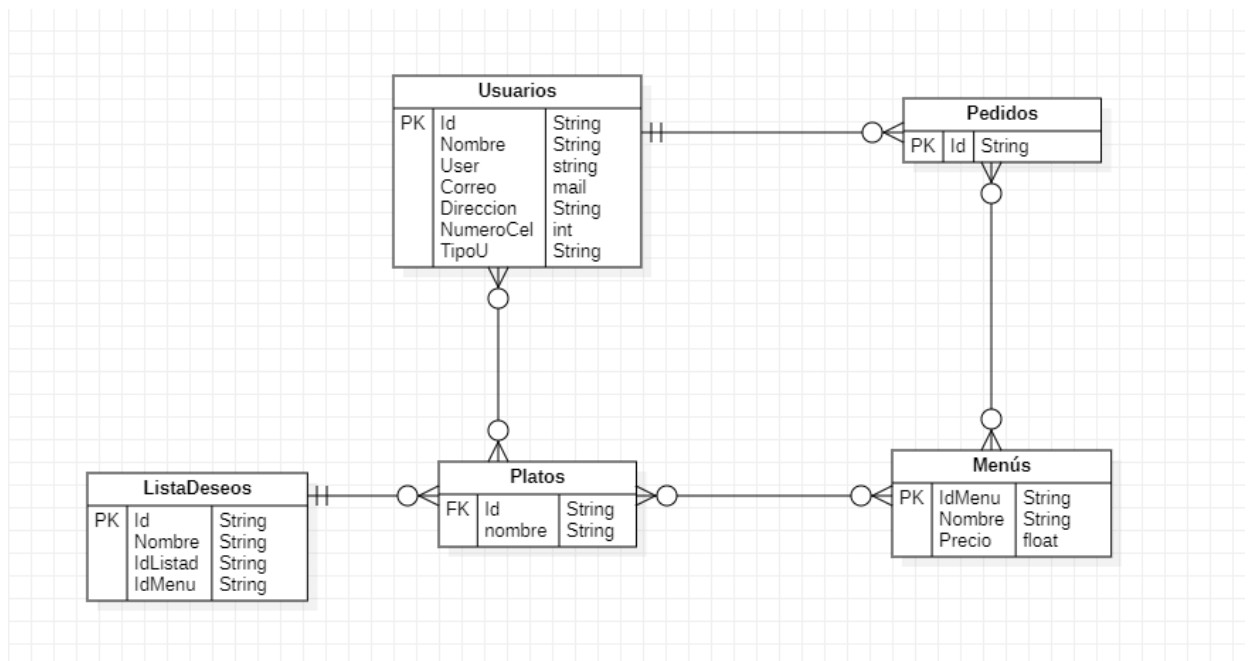 Usuarios
PK Id String
Nombre String
User string
Correo mail
Direccion String
NumeroCel int
TipoU String
Pedidos
PK Id String
ListaDeseos
PK Id String
Nombre String
IdListad String
IdMenu String
Platos
FK Id String
nombre String
Menús
PK IdMenu String
Nombre String
Precio float